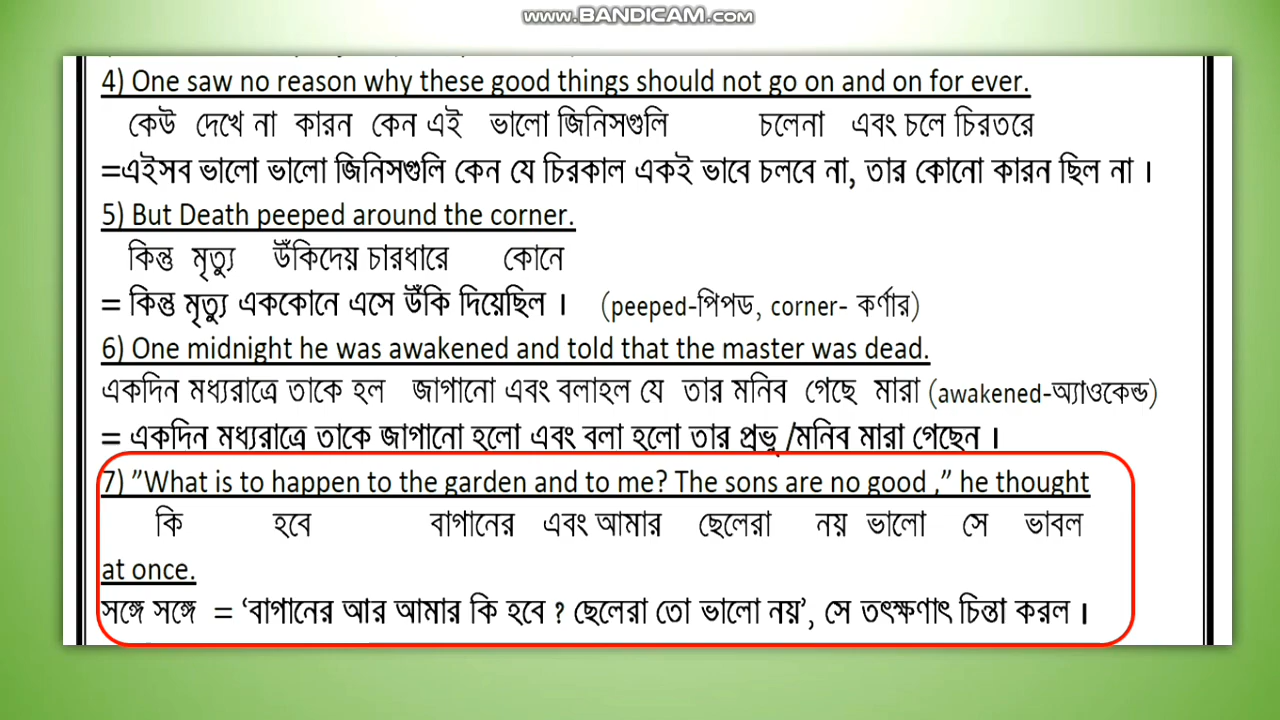 www.BANDICAM.com
4) One saw no reason why these good things should not go on and on for ever.
কেউ দেখে না কারন কেন এই ভালো জিনিসগুলি চলেনা এবং চলে চিরতরে
=এইসব ভালো ভালো জিনিসগুলি কেন যে চিরকাল একই ভাবে চলবে না, তার কোনো কারন ছিল না ।
5) But Death peeped around the corner.
কিন্তু মৃত্যু উঁকিদেয় চারধারে কোনে
= কিন্তু মৃত্যু এককোনে এসে উঁকি দিয়েছিল । (peeped-পিপড, corner- কর্ণার)
6) One midnight he was awakened and told that the master was dead.
একদিন মধ্যরাত্রে তাকে হল জাগানো এবং বলাহল যে তার মনিব গেছে মারা (awakened-অ্যাওকেন্ড)
= একদিন মধ্যরাত্রে তাকে জাগানো হলো এবং বলা হলো তার প্রভু /মনিব মারা গেছেন ।
7) ”What is to happen to the garden and to me? The sons are no good ,” he thought
কি হবে বাগানের এবং আমার ছেলেরা নয় ভালো সে ভাবল
at once.
সঙ্গে সঙ্গে = ‘বাগানের আর আমার কি হবে ? ছেলেরা তো ভালো নয়’, সে তৎক্ষণাৎ চিন্তা করল ।